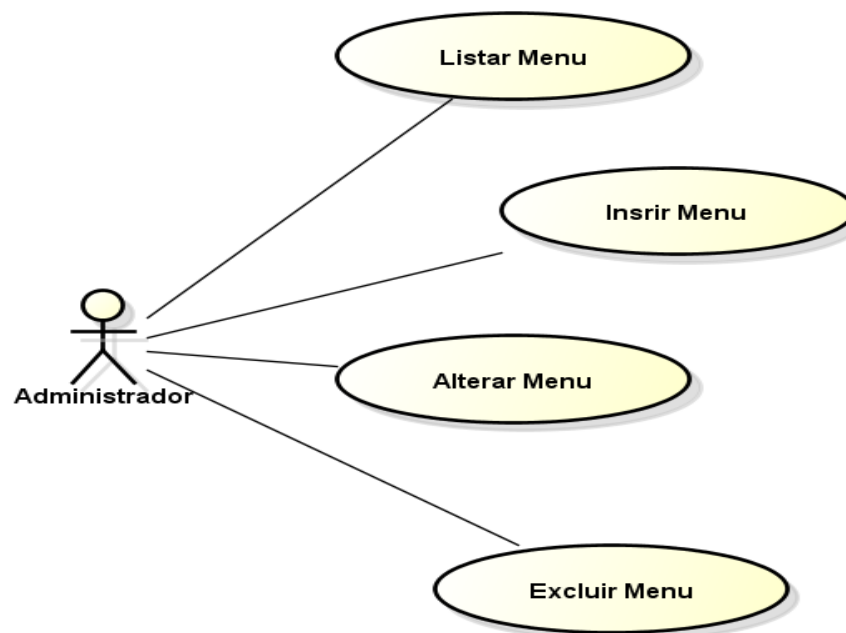 Listar Menu
Insrir Menu
Administrador
Alterar Menu
Excluir Menu